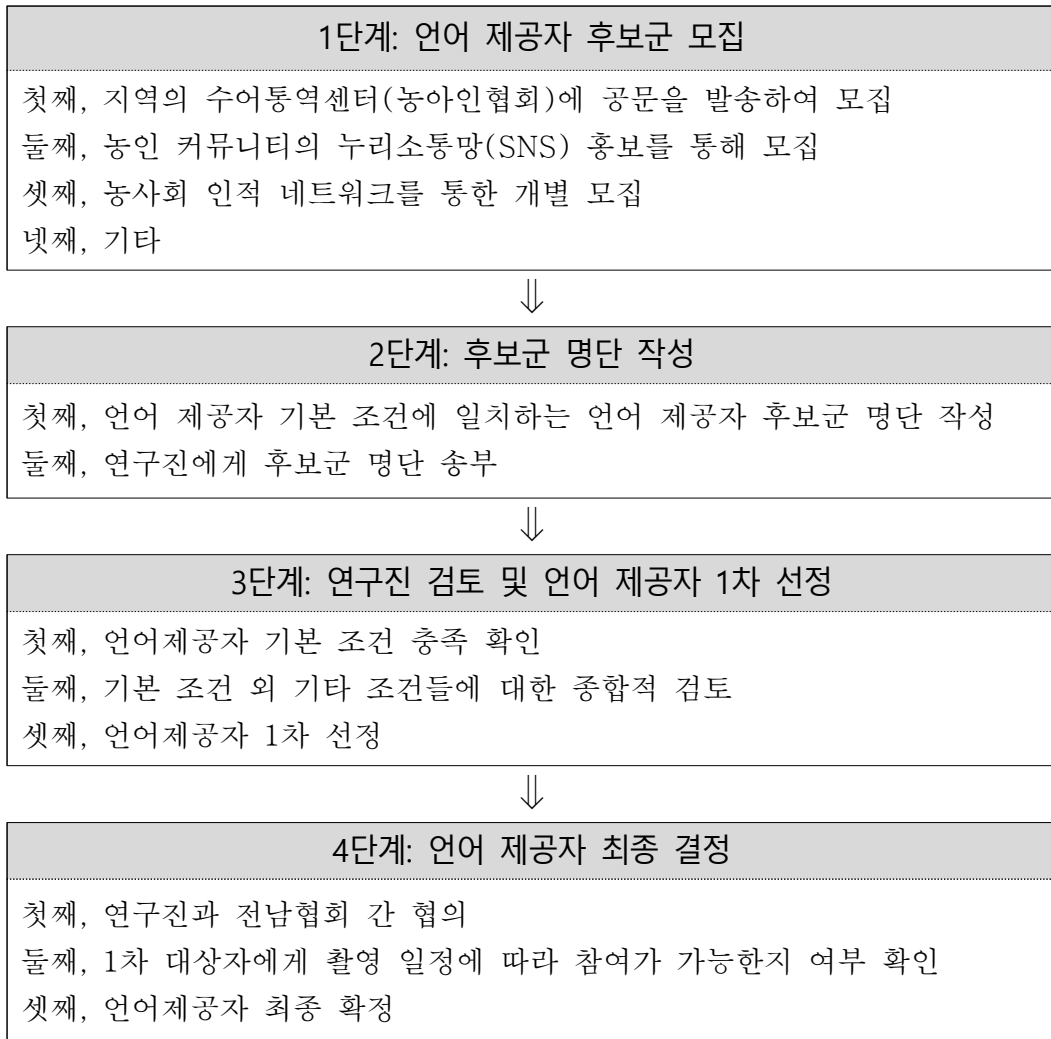 1단계: 언어 제공자 후보군 모집
첫째, 지역의 수어통역센터(농아인협회)에 공문을 발송하여 모집
둘째, 농인 커뮤니티의 누리소통망(SNS) 홍보를 통해 모집
셋째, 농사회 인적 네트워크를 통한 개별 모집
넷째, 기타
⇓
2단계: 후보군 명단 작성
첫째, 언어 제공자 기본 조건에 일치하는 언어 제공자 후보군 명단 작성
둘째, 연구진에게 후보군 명단 송부
⇓
3단계: 연구진 검토 및 언어 제공자 1차 선정
첫째, 언어제공자 기본 조건 충족 확인
둘째, 기본 조건 외 기타 조건들에 대한 종합적 검토
셋째, 언어제공자 1차 선정
⇓
4단계: 언어 제공자 최종 결정
첫째, 연구진과 전남협회 간 협의
둘째, 1차 대상자에게 촬영 일정에 따라 참여가 가능한지 여부 확인
셋째, 언어제공자 최종 확정